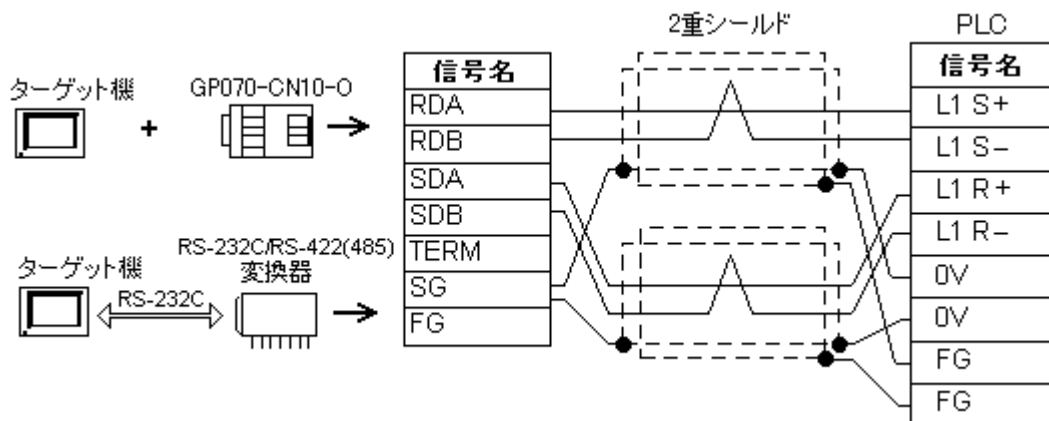 2重シールド
PLC
ターゲット機
GP070-CN10-O
+
信号名
RDA
RDB
SDA
SDB
TERM
SG
FG
ターゲット機
RS-232C
RS-232C/RS-422(485)
変換器
信号名
L1 S+
L1 S−
L1 R+
L1 R−
0V
0V
FG
FG